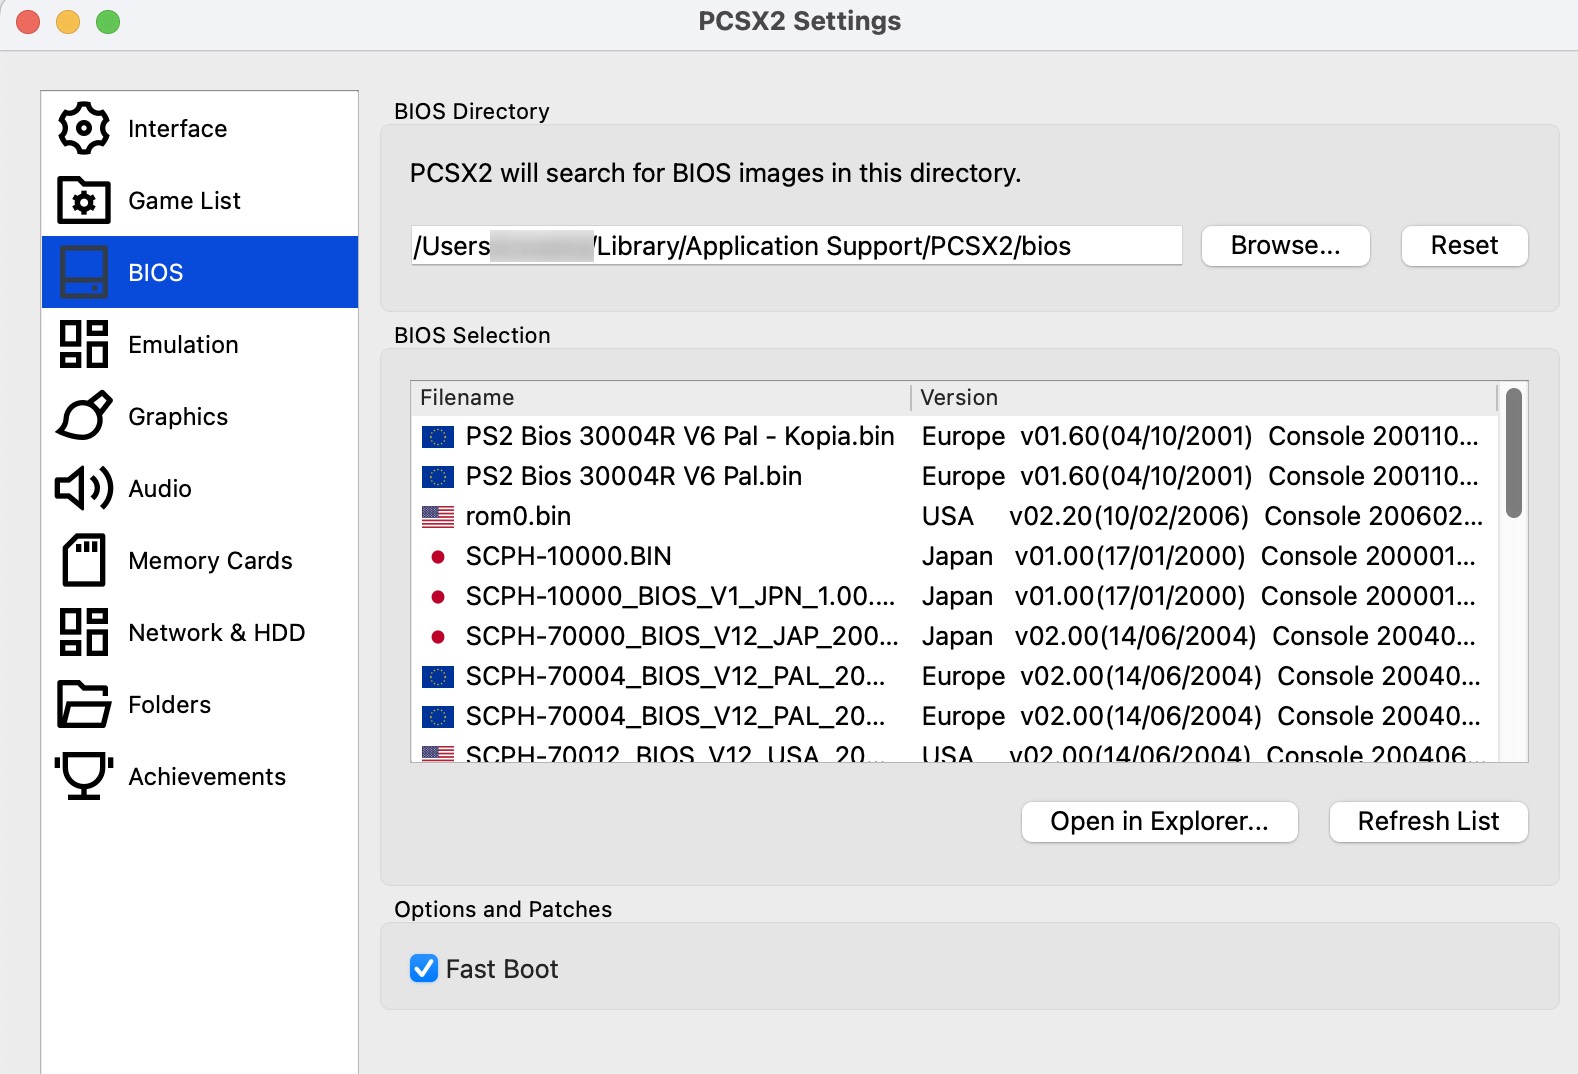 PCSX2 Settings
Interface
Game List
BIOS
Emulation
Graphics
Audio
Memory Cards
Network & HDD
Folders
Achievements
BIOS Directory
PCSX2 will search for BIOS images in this directory.
/Users /Library/Application Support/PCSX2/bios
Browse...
Reset
BIOS Selection
Filename Version
PS2 Bios 30004R V6 Pal - Kopia.bin Europe v01.60(04/10/2001) Console 200110...
PS2 Bios 30004R V6 Pal.bin Europe v01.60(04/10/2001) Console 200110...
rom0.bin USA v02.20(10/02/2006) Console 200602...
SCPH-10000.BIN Japan v01.00(17/01/2000) Console 200001...
SCPH-10000_BIOS_V1_JPN_1.00.... Japan v01.00(17/01/2000) Console 200001...
SCPH-70000_BIOS_V12_JAP_200... Japan v02.00(14/06/2004) Console 20040...
SCPH-70004_BIOS_V12_PAL_20... Europe v02.00(14/06/2004) Console 20040...
SCPH-70004_BIOS_V12_PAL_20... Europe v02.00(14/06/2004) Console 20040...
SCPH-70012_BIOS_V12_USA_20... USA v02.00(14/06/2004) Console 200406...
Open in Explorer...
Refresh List
Options and Patches
Fast Boot